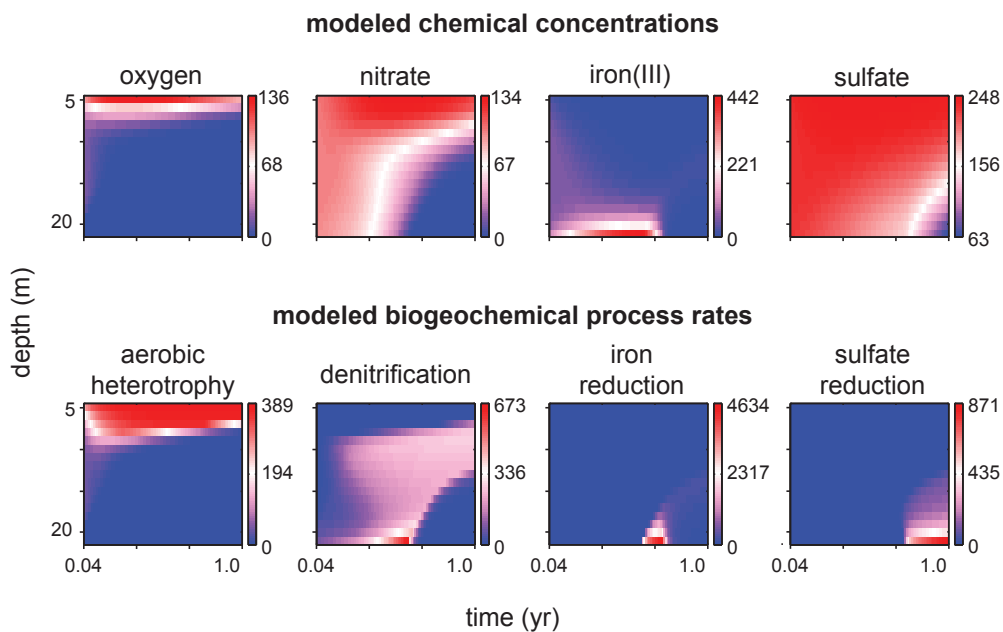 modeled chemical concentrations
oxygen
nitrate
iron(III)
sulfate
5
20
136
68
0
134
67
0
442
221
0
248
156
63
depth (m)
modeled biogeochemical process rates
aerobic
heterotrophy
denitrification
iron
reduction
sulfate
reduction
5
20
389
194
0
673
336
0
4634
2317
0
871
435
0
0.04 1.0
0.04 1.0
0.04 1.0
0.04 1.0
time (yr)